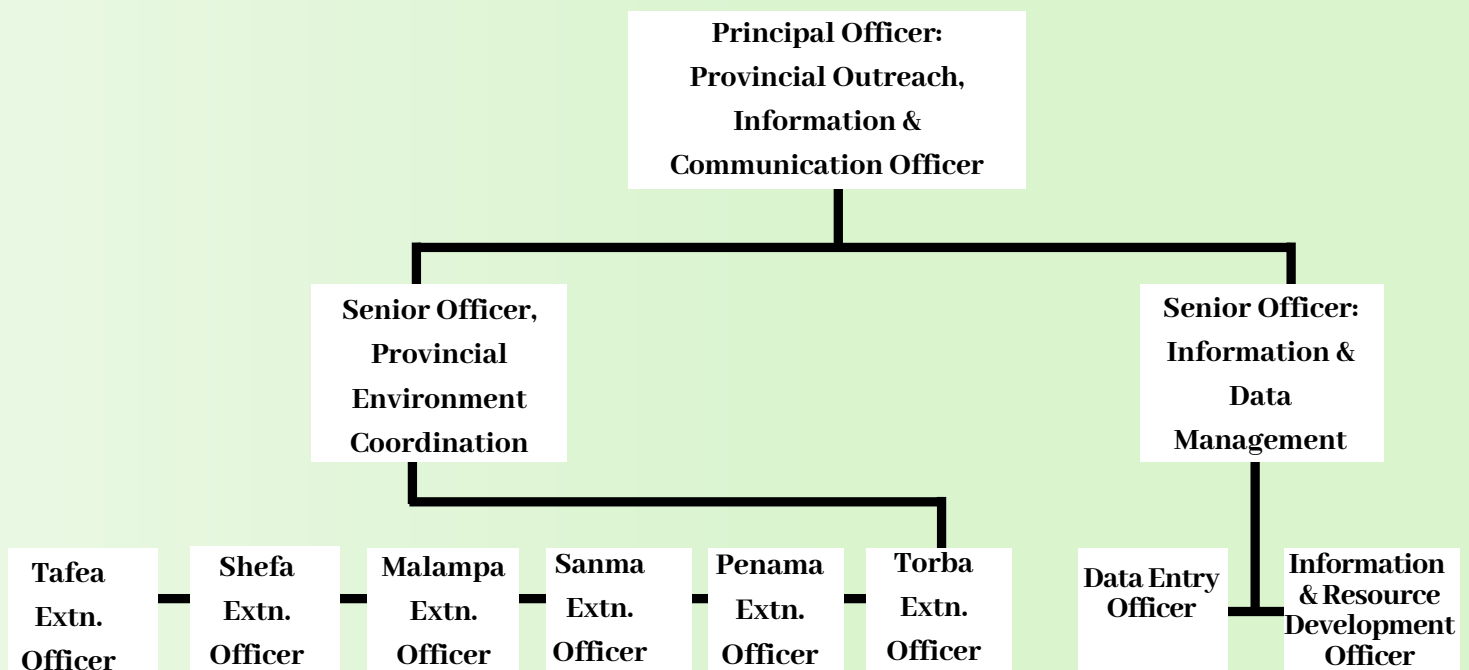 Principal Officer:
Provincial Outreach,
Information &
Communication Officer
Senior Officer,
Provincial
Environment
Coordination
Senior Officer:
Information &
Data
Management
Tafea
Extn.
Officer
Shefa
Extn.
Officer
Malampa
Extn.
Officer
Sanma
Extn.
Officer
Penama
Extn.
Officer
Torba
Extn.
Officer
Data Entry
Officer
Information
& Resource
Development
Officer